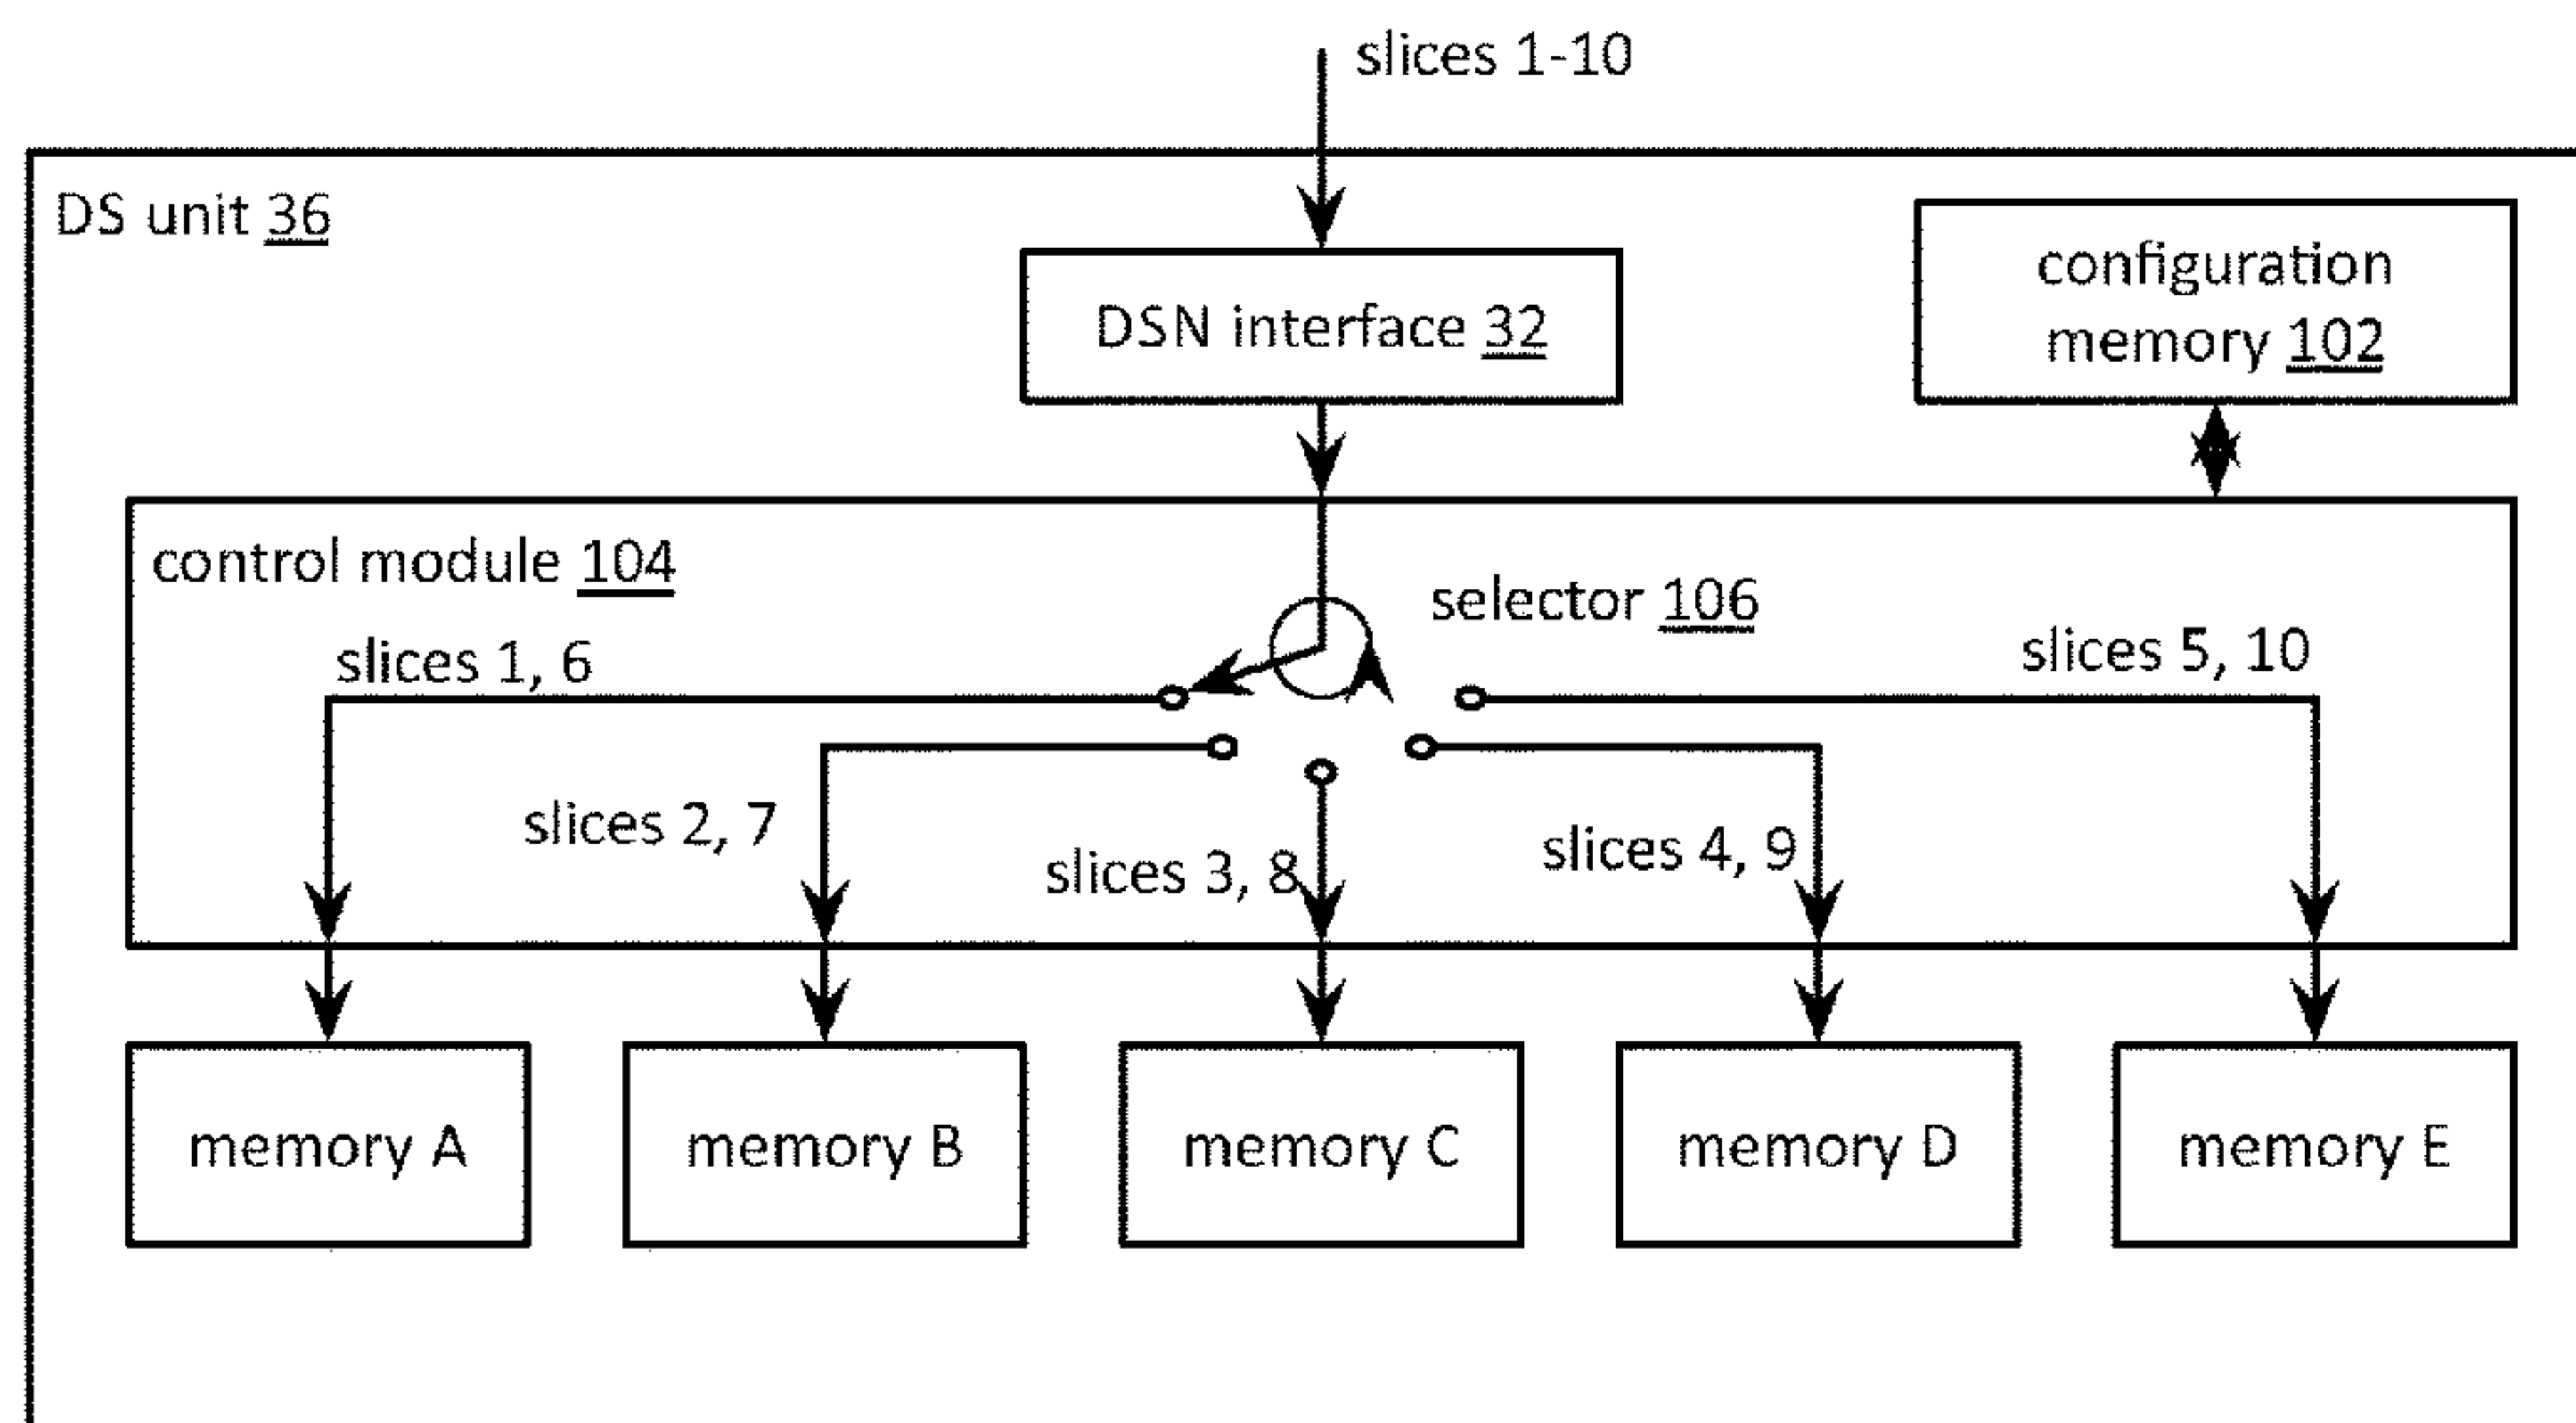 slices 1-10
DS unit 36
configuration
memory 102
DSN interface 32
control module 104
selector 106
slices 1, 6
slices 5, 10
slices 2, 7
slices 3, 8
slices 4, 9
memory A
memory B
memory C
memory D
memory E